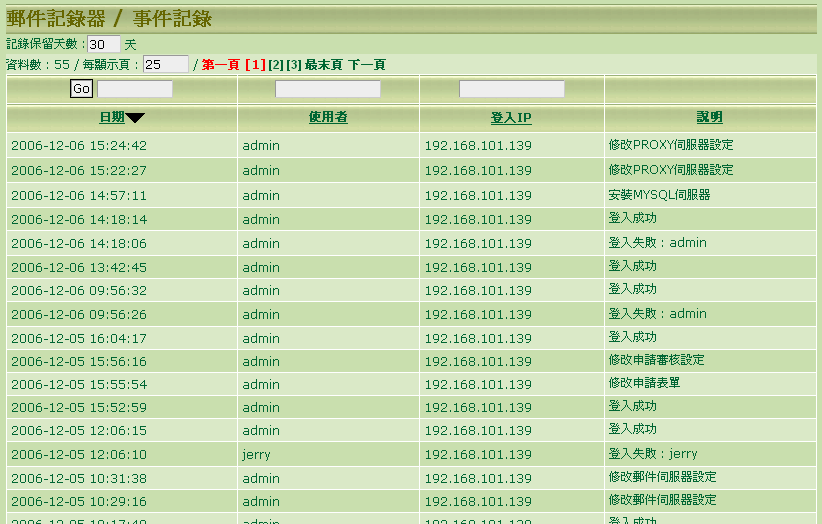 郵件記錄器 / 事件記錄
記錄保留天數：30 天
資料數：55 / 每顯示頁：25 / 第一頁 [1][2][3] 最末頁 下一頁
Go
日期 使用者 登入IP 說明
2006-12-06 15:24:42 admin 192.168.101.139 修改PROXY伺服器設定
2006-12-06 15:22:27 admin 192.168.101.139 修改PROXY伺服器設定
2006-12-06 14:57:11 admin 192.168.101.139 安裝MYSQL伺服器
2006-12-06 14:18:14 admin 192.168.101.139 登入成功
2006-12-06 14:18:06 admin 192.168.101.139 登入失敗：admin
2006-12-06 13:42:45 admin 192.168.101.139 登入成功
2006-12-06 09:56:32 admin 192.168.101.139 登入成功
2006-12-06 09:56:26 admin 192.168.101.139 登入失敗：admin
2006-12-05 16:04:17 admin 192.168.101.139 登入成功
2006-12-05 15:56:16 admin 192.168.101.139 修改申請審核設定
2006-12-05 15:55:54 admin 192.168.101.139 修改申請表單
2006-12-05 15:52:59 admin 192.168.101.139 登入成功
2006-12-05 12:06:15 admin 192.168.101.139 登入成功
2006-12-05 12:06:10 jerry 192.168.101.139 登入失敗：jerry
2006-12-05 10:31:38 admin 192.168.101.139 修改郵件伺服器設定
2006-12-05 10:29:16 admin 192.168.101.139 修改郵件伺服器設定
2006-12-05 admin 192.168.101.139 登入成功